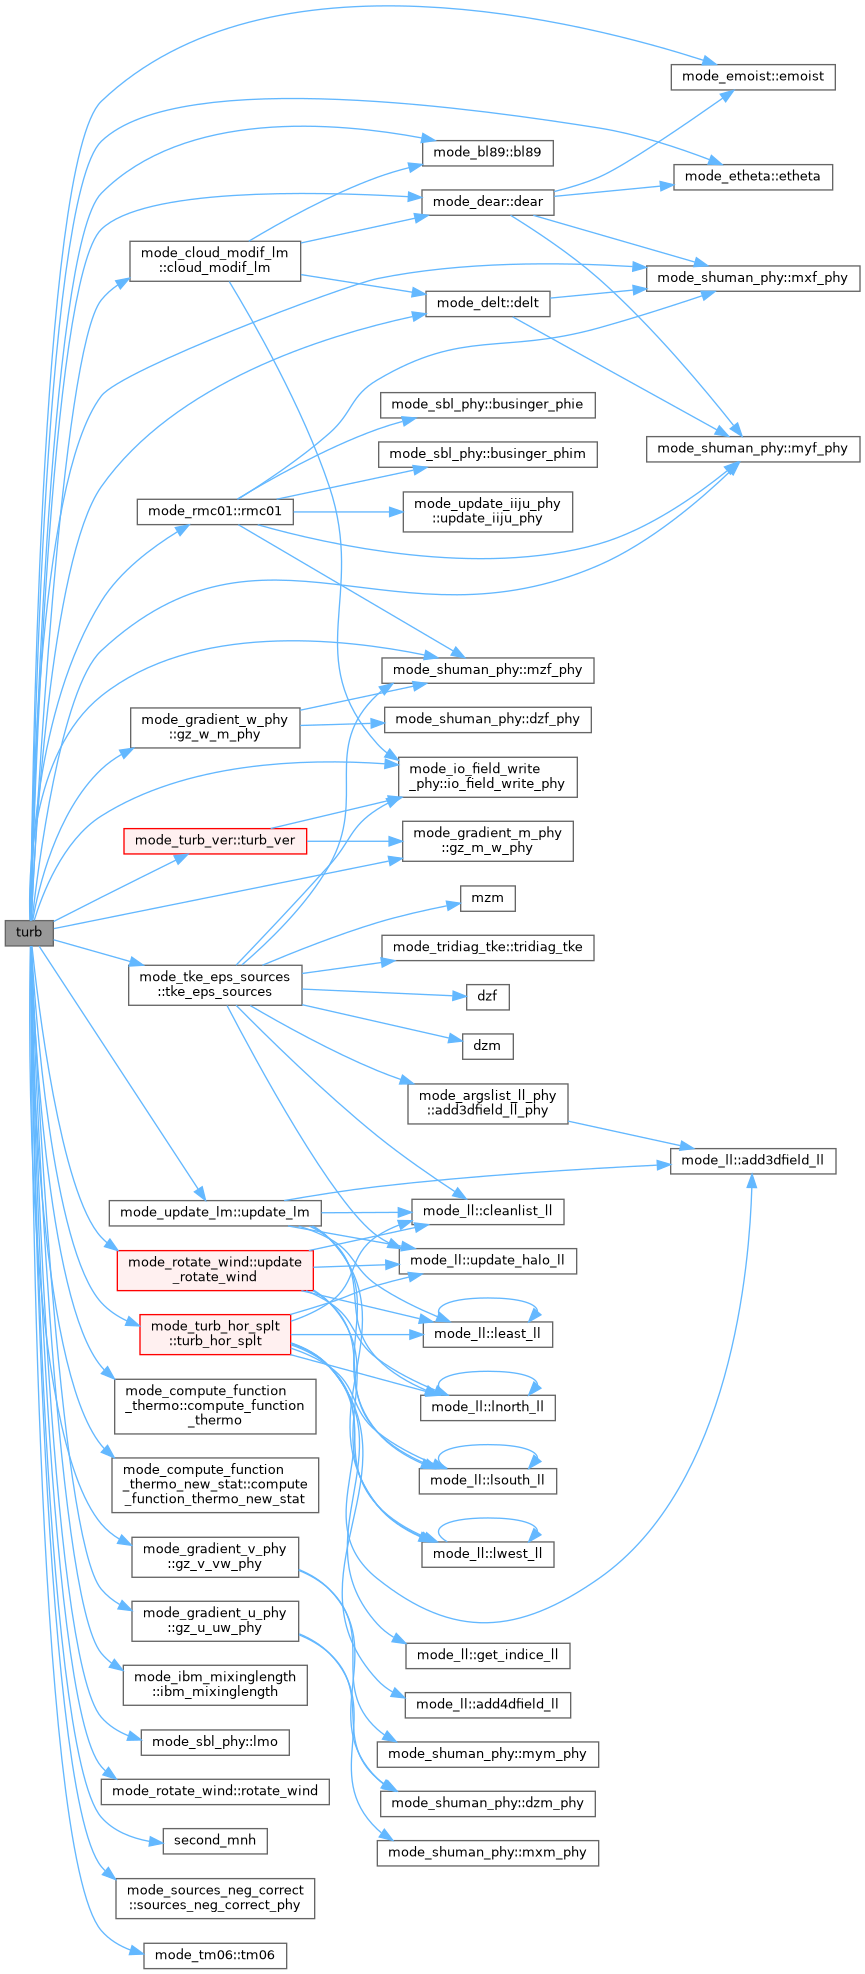 mode_emoist::emoist
mode_bl89::bl89
mode_etheta::etheta
mode_dear::dear
mode_cloud_modif_lm
::cloud_modif_lm
mode_shuman_phy::mxf_phy
mode_delt::delt
mode_sbl_phy::businger_phie
mode_shuman_phy::myf_phy
mode_sbl_phy::businger_phim
mode_rmc01::rmc01
mode_update_iiju_phy
::update_iiju_phy
mode_shuman_phy::mzf_phy
mode_gradient_w_phy
::gz_w_m_phy
mode_shuman_phy::dzf_phy
mode_io_field_write
_phy::io_field_write_phy
mode_turb_ver::turb_ver
mode_gradient_m_phy
::gz_m_w_phy
mzm
turb
mode_tridiag_tke::tridiag_tke
mode_tke_eps_sources
::tke_eps_sources
dzf
dzm
mode_argslist_ll_phy
::add3dfield_ll_phy
mode_ll::add3dfield_ll
mode_update_lm::update_lm
mode_ll::cleanlist_ll
mode_rotate_wind::update
_rotate_wind
mode_ll::update_halo_ll
mode_turb_hor_splt
::turb_hor_splt
mode_ll::least_ll
mode_compute_function
_thermo::compute_function
_thermo
mode_ll::lnorth_ll
mode_compute_function
_thermo_new_stat::compute
_function_thermo_new_stat
mode_ll::lsouth_ll
mode_gradient_v_phy
::gz_v_vw_phy
mode_ll::lwest_ll
mode_gradient_u_phy
::gz_u_uw_phy
mode_ll::get_indice_ll
mode_ibm_mixinglength
::ibm_mixinglength
mode_ll::add4dfield_ll
mode_sbl_phy::lmo
mode_shuman_phy::mym_phy
mode_rotate_wind::rotate_wind
mode_shuman_phy::dzm_phy
second_mnh
mode_shuman_phy::mxm_phy
mode_sources_neg_correct
::sources_neg_correct_phy
mode_tm06::tm06